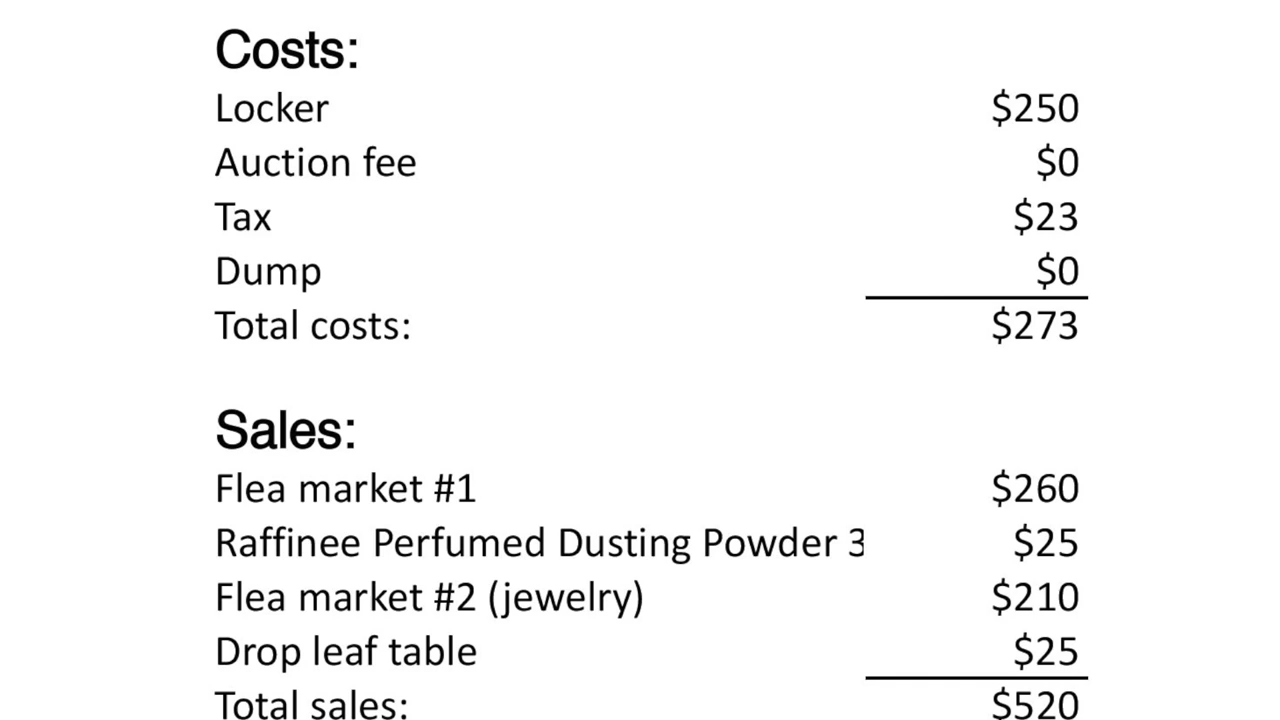 Costs:
Locker $250
Auction fee $0
Tax $23
Dump $0
Total costs: $273
Sales:
Flea market #1 $260
Raffinee Perfumed Dusting Powder 3 $25
Flea market #2 (jewelry) $210
Drop leaf table $25
Total sales: $520